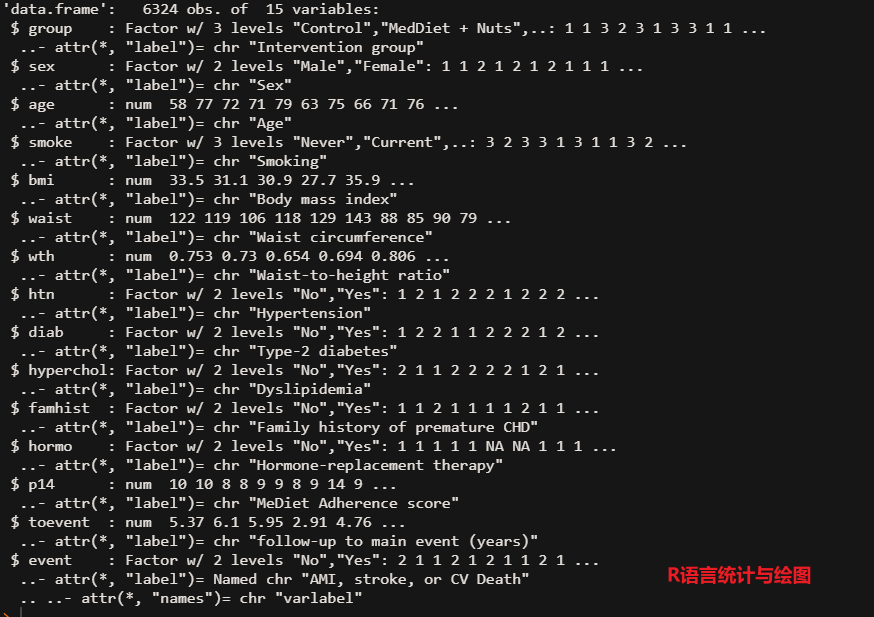 'data.frame':   6324 obs. of  15 variables:
 $ group    : Factor w/ 3 levels "Control","MedDiet + Nuts",..: 1 1 3 2 3 1 3 3 1 1 ...
  ..- attr(*, "label")= chr "Intervention group"
 $ sex      : Factor w/ 2 levels "Male","Female": 1 1 2 1 2 1 2 1 1 1 ...
  ..- attr(*, "label")= chr "Sex"
 $ age      : num  58 77 72 71 79 63 75 66 71 76 ...
  ..- attr(*, "label")= chr "Age"
 $ smoke    : Factor w/ 3 levels "Never","Current",..: 3 2 3 3 1 3 1 1 3 2 ...
  ..- attr(*, "label")= chr "Smoking"
 $ bmi      : num  33.5 31.1 30.9 27.7 35.9 ...
  ..- attr(*, "label")= chr "Body mass index"
 $ waist    : num  122 119 106 118 129 143 88 85 90 79 ...
  ..- attr(*, "label")= chr "Waist circumference"
 $ wth      : num  0.753 0.73 0.654 0.694 0.806 ...
  ..- attr(*, "label")= chr "Waist-to-height ratio"
 $ htn      : Factor w/ 2 levels "No","Yes": 1 2 1 2 2 2 1 2 2 2 ...
  ..- attr(*, "label")= chr "Hypertension"
 $ diab     : Factor w/ 2 levels "No","Yes": 1 2 2 1 1 2 2 2 1 2 ...
  ..- attr(*, "label")= chr "Type-2 diabetes"
 $ hyperchol: Factor w/ 2 levels "No","Yes": 2 1 1 2 2 2 2 1 2 1 ...
  ..- attr(*, "label")= chr "Dyslipidemia"
 $ famhist  : Factor w/ 2 levels "No","Yes": 1 1 2 1 1 1 1 2 1 1 ...
  ..- attr(*, "label")= chr "Family history of premature CHD"
 $ hormo    : Factor w/ 2 levels "No","Yes": 1 1 1 1 1 NA NA 1 1 1 ...
  ..- attr(*, "label")= chr "Hormone-replacement therapy"
 $ p14      : num  10 10 8 8 9 9 8 9 14 9 ...
  ..- attr(*, "label")= chr "MeDiet Adherence score"
 $ toevent  : num  5.37 6.1 5.95 2.91 4.76 ...
  ..- attr(*, "label")= chr "follow-up to main event (years)"
 $ event    : Factor w/ 2 levels "No","Yes": 2 1 1 2 1 2 1 1 2 1 ...
  ..- attr(*, "label")= Named chr "AMI, stroke, or CV Death"
  .. ..- attr(*, "names")= chr "varlabel"
R语言统计与绘图
>